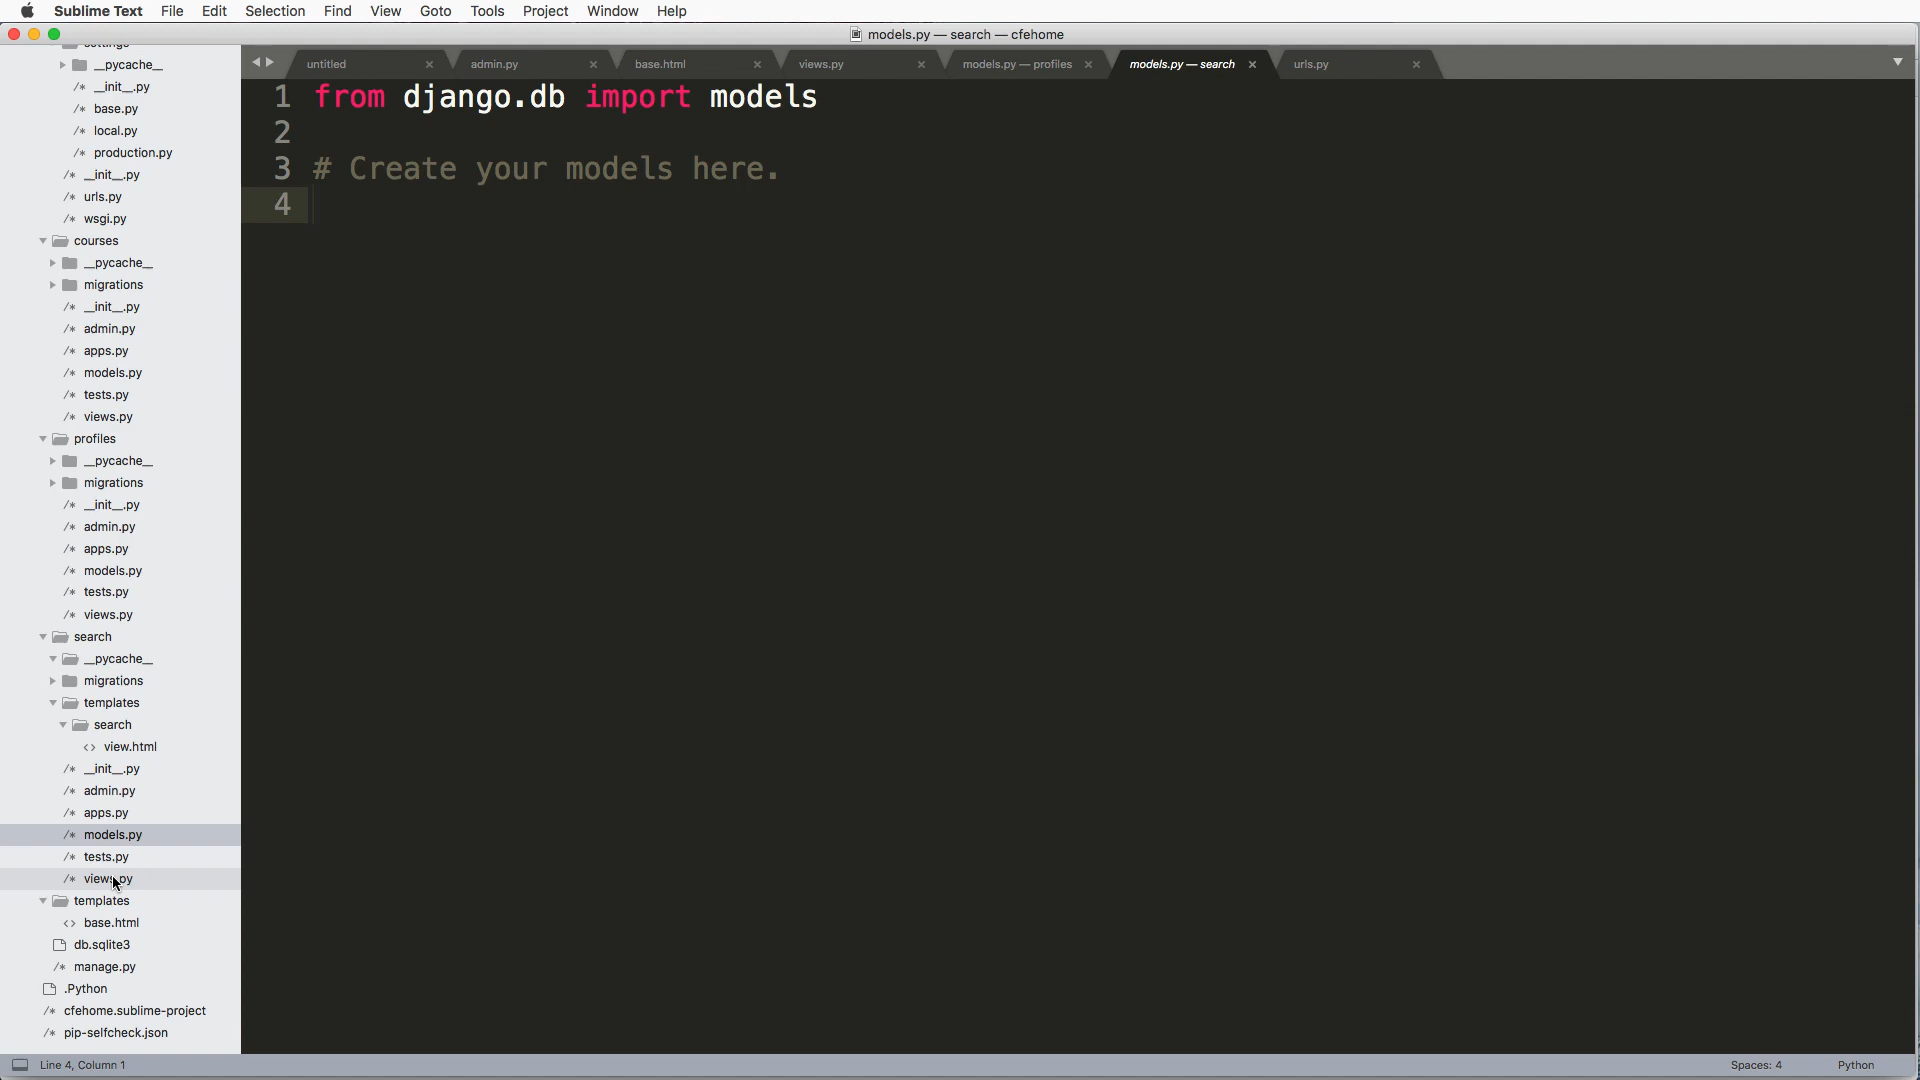 Sublime Text File Edit Selection Find View Goto Tools Project Window Help
models.py — search — cfehome
untitled × admin.py × base.html × views.py × models.py — profiles × models.py — search × urls.py ×
settings
__pycache__
/* __init__.py
/* base.py
/* local.py
/* production.py
/* __init__.py
/* urls.py
/* wsgi.py
courses
__pycache__
migrations
/* __init__.py
/* admin.py
/* apps.py
/* models.py
/* tests.py
/* views.py
profiles
__pycache__
migrations
/* __init__.py
/* admin.py
/* apps.py
/* models.py
/* tests.py
/* views.py
search
__pycache__
migrations
templates
search
<> view.html
/* __init__.py
/* admin.py
/* apps.py
/* models.py
/* tests.py
/* views.py
templates
<> base.html
db.sqlite3
/* manage.py
.Python
/* cfehome.sublime-project
/* pip-selfcheck.json
1 from django.db import models
2
3 # Create your models here.
4
Line 4, Column 1 Spaces: 4 Python